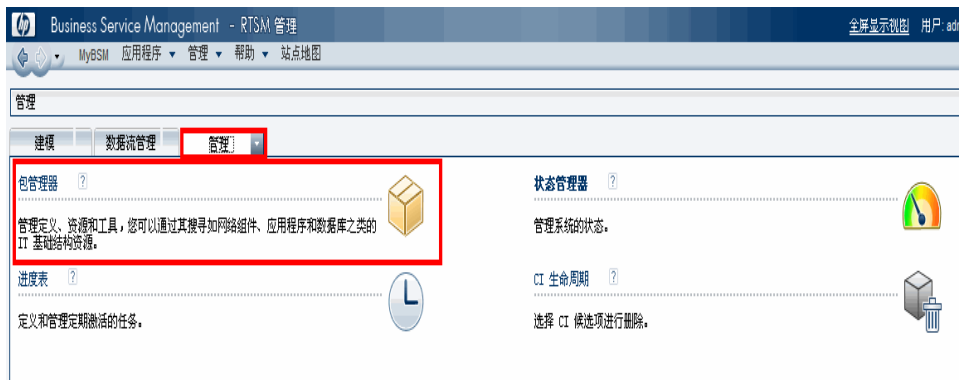 hp Business Service Management - RTSM 管理 全屏显示视图 用户: adm
MyBSM 应用程序 管理 帮助 站点地图
管理
建模 数据流管理 管理
包管理器 ?
管理定义、资源和工具，您可以通过其搜寻如网络组件、应用程序和数据库之类的
IT 基础结构资源。
状态管理器 ?
管理系统的状态。
进度表 ?
定义和管理定期激活的任务。
CI 生命周期 ?
选择 CI 候选项进行删除。